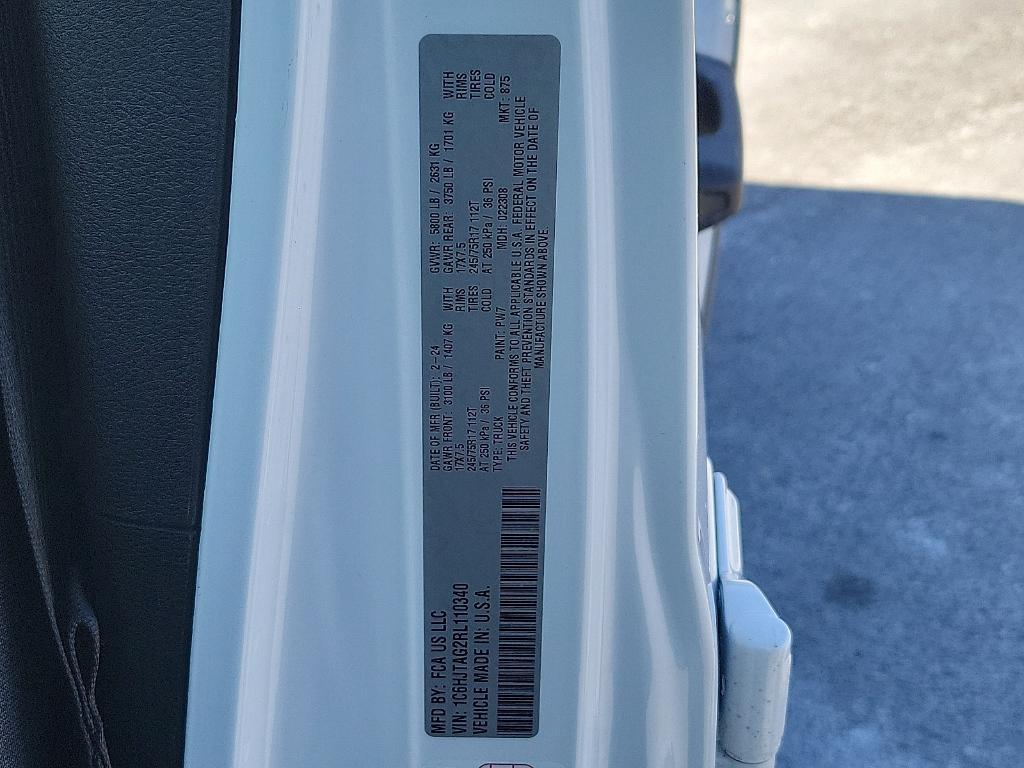 MFD BY: FCA US LLC
VIN: 1C6HJTAG2RL110340
VEHICLE MADE IN: U.S.A.
DATE OF MFR (BUILT): 2-24 GVWR: 5800 LB / 2631 KG
GAWR FRONT: 3100 LB / 1407 KG WITH GAWR REAR: 3750 LB / 1701 KG WITH
17X7.5 RIMS 17X7.5 RIMS
245/75R17 112T TIRES 245/75R17 112T TIRES
AT 250 kPa / 36 PSI COLD AT 250 kPa / 36 PSI COLD
TYPE: TRUCK PAINT: PW7 MDH: 022308 MKT: 875
THIS VEHICLE CONFORMS TO ALL APPLICABLE U.S.A. FEDERAL MOTOR VEHICLE
SAFETY AND THEFT PREVENTION STANDARDS IN EFFECT ON THE DATE OF
MANUFACTURE SHOWN ABOVE.